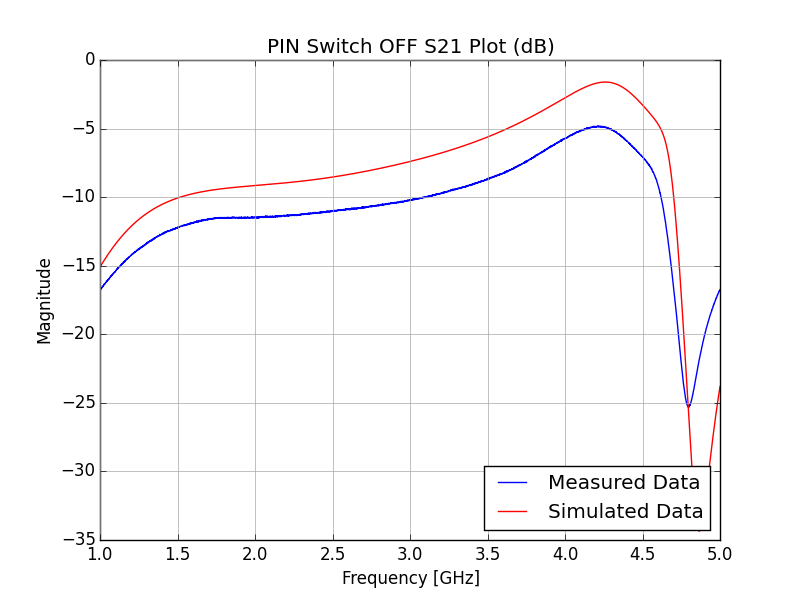 PIN Switch OFF S21 Plot (dB)
0
−5
−10
−15
−20
−25
−30
−35
Magnitude
Measured Data
Simulated Data
1.0 1.5 2.0 2.5 3.0 3.5 4.0 4.5 5.0
Frequency [GHz]